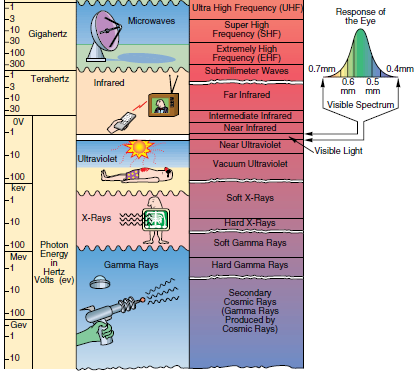 1
3
10
30
100
300
Gigahertz
Terahertz
1
3
10
30
0V
1
10
100
kev
1
10
100
Mev
1
10
100
Gev
1
10
Photon
Energy
in
Hertz
Volts (ev)
Microwaves
Infrared
Ultraviolet
X-Rays
Gamma Rays
Ultra High Frequency (UHF)
Super High
Frequency (SHF)
Extremely High
Frequency (EHF)
Submillimeter Waves
Far Infrared
Intermediate Infrared
Near Infrared
Near Ultraviolet
Vacuum Ultraviolet
Soft X-Rays
Hard X-Rays
Soft Gamma Rays
Hard Gamma Rays
Secondary
Cosmic Rays
(Gamma Rays
Produced by
Cosmic Rays)
Response of
the Eye
0.7mm
0.4mm
0.6 0.5
mm mm
Visible Spectrum
Visible Light